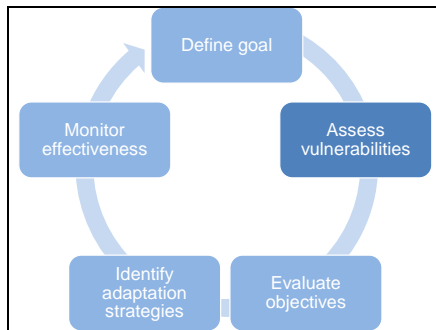 Define goal
Assess
vulnerabilities
Evaluate
objectives
Identify
adaptation
strategies
Monitor
effectiveness